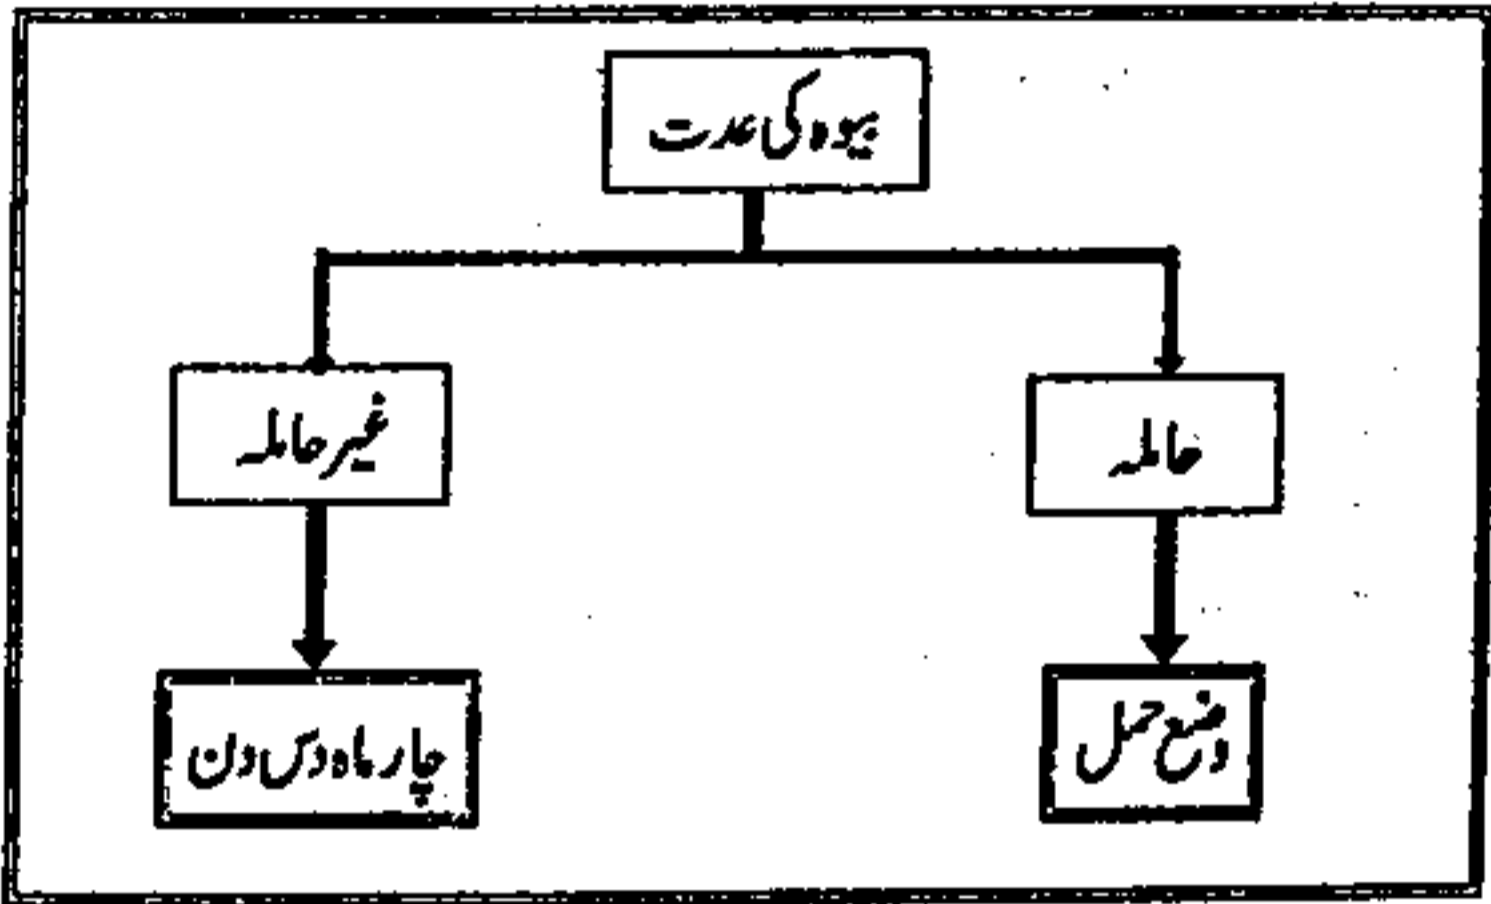 بیوہ کی عدت
حاملہ
غیر حاملہ
وضع حمل
چار ماہ دس دن